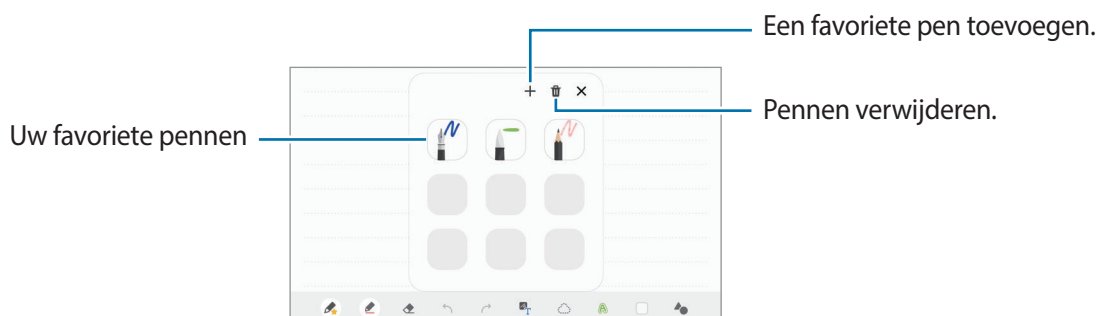 Een favoriete pen toevoegen.
Pennen verwijderen.
Uw favoriete pennen